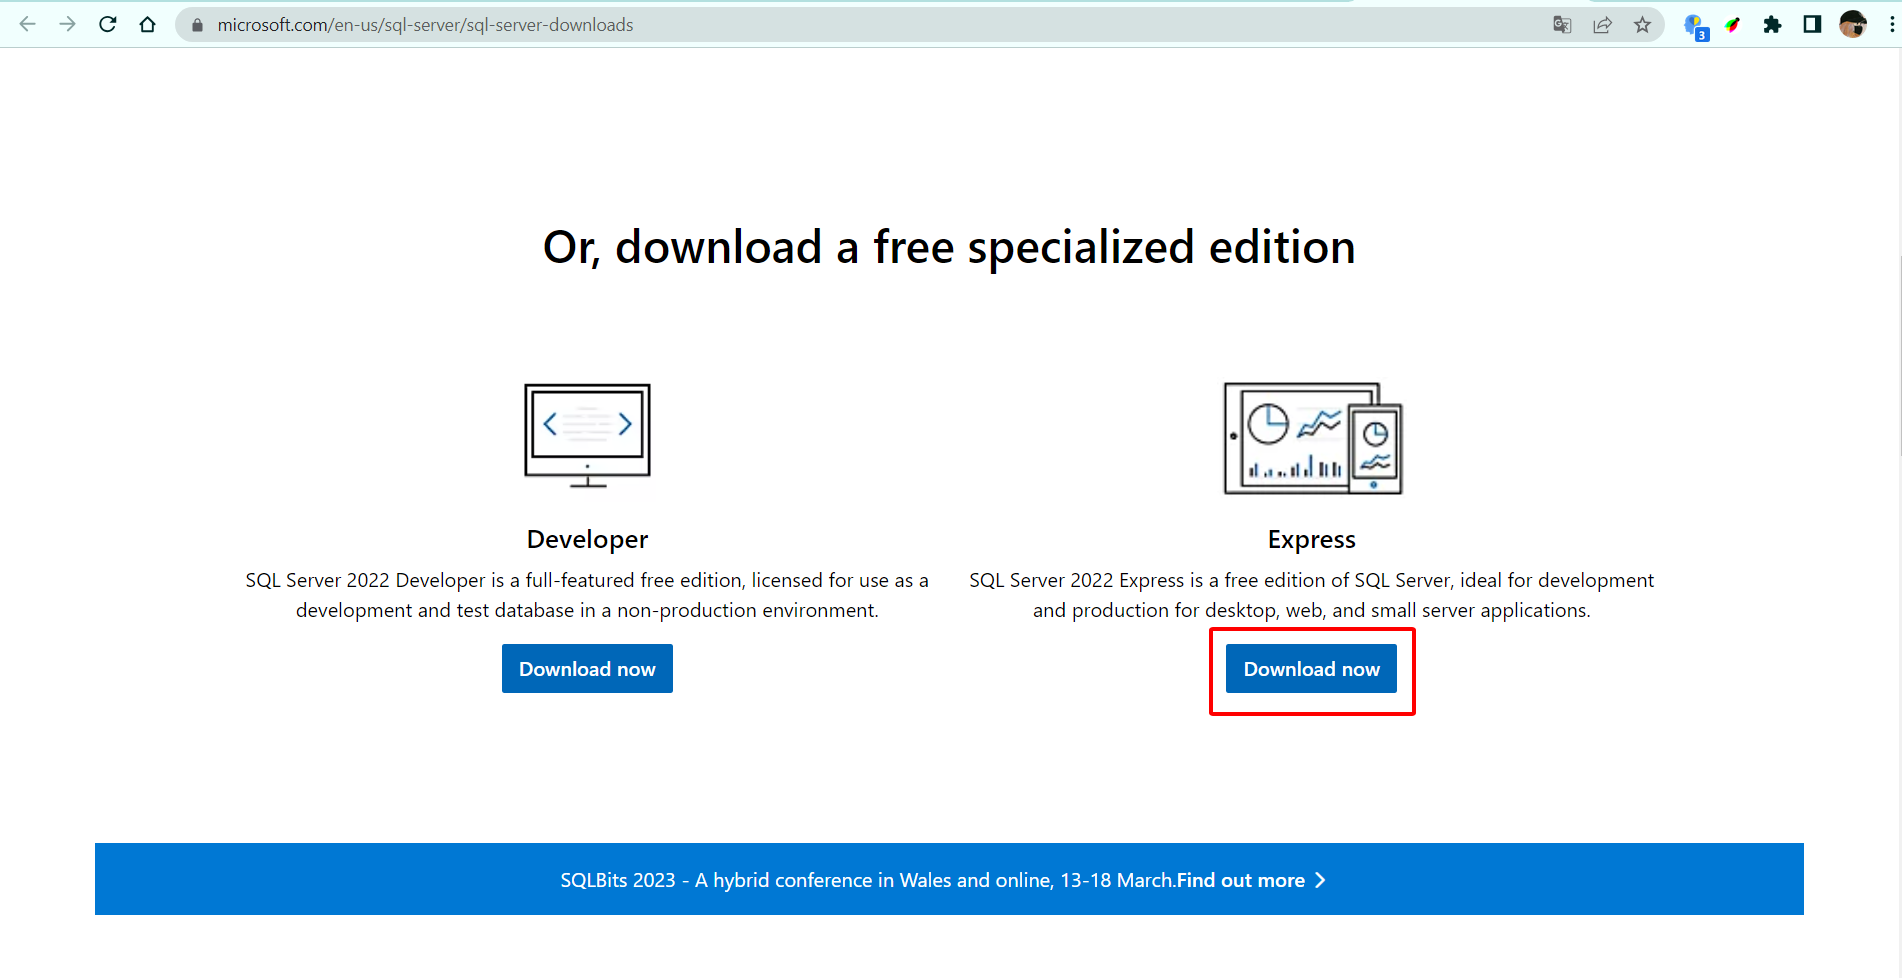 microsoft.com/en-us/sql-server/sql-server-downloads
3
Or, download a free specialized edition
Developer
SQL Server 2022 Developer is a full-featured free edition, licensed for use as a
development and test database in a non-production environment.
Download now
Express
SQL Server 2022 Express is a free edition of SQL Server, ideal for development
and production for desktop, web, and small server applications.
Download now
SQLBits 2023 - A hybrid conference in Wales and online, 13-18 March.Find out more